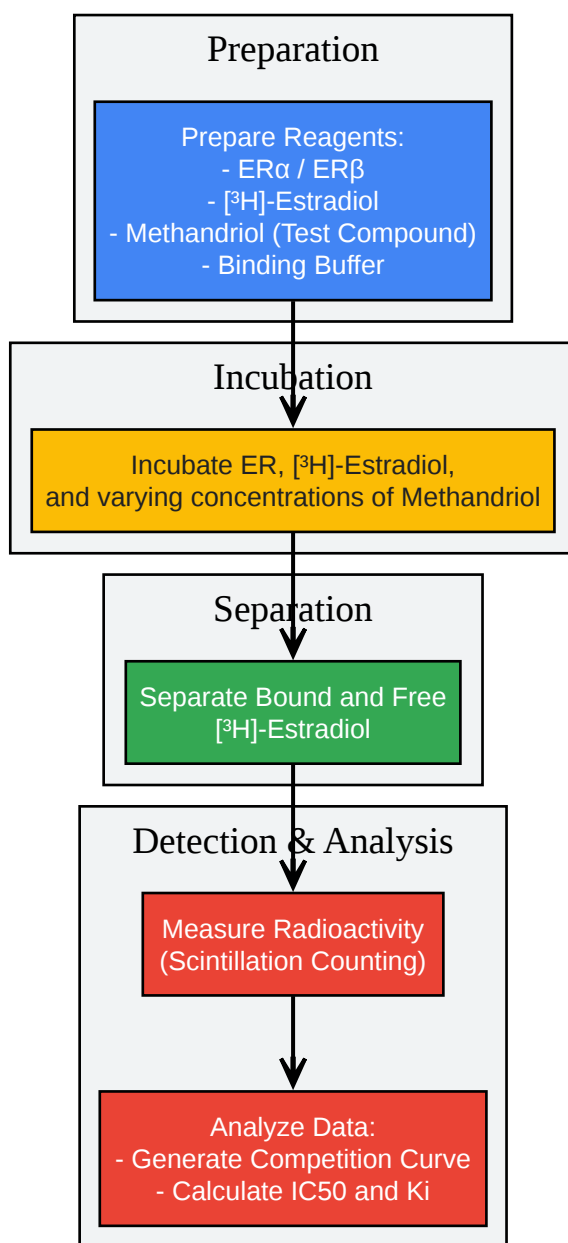 Preparation
Prepare Reagents:
- ERα / ERβ
- [³H]-Estradiol
- Methandriol (Test Compound)
- Binding Buffer
Incubation
Incubate ER, [³H]-Estradiol,
and varying concentrations of Methandriol
Separation
Separate Bound and Free
[³H]-Estradiol
Detection & Analysis
Measure Radioactivity
(Scintillation Counting)
Analyze Data:
- Generate Competition Curve
- Calculate IC50 and Ki